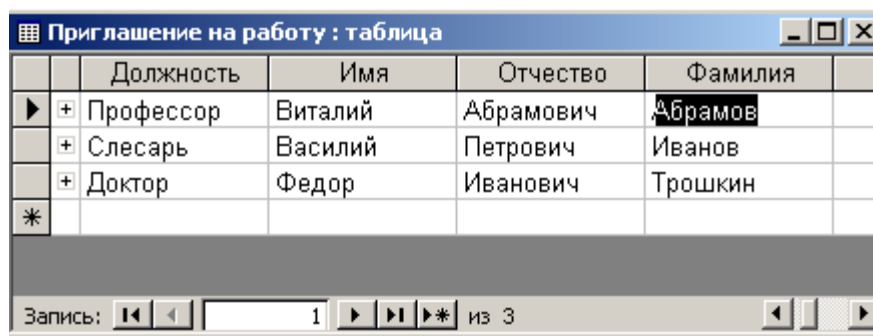 Приглашение на работу : таблица
Должность Имя Отчество Фамилия
+ Профессор Виталий Абрамович Абрамов
+ Слесарь Василий Петрович Иванов
+ Доктор Федор Иванович Трошкин
Запись: 1 из 3